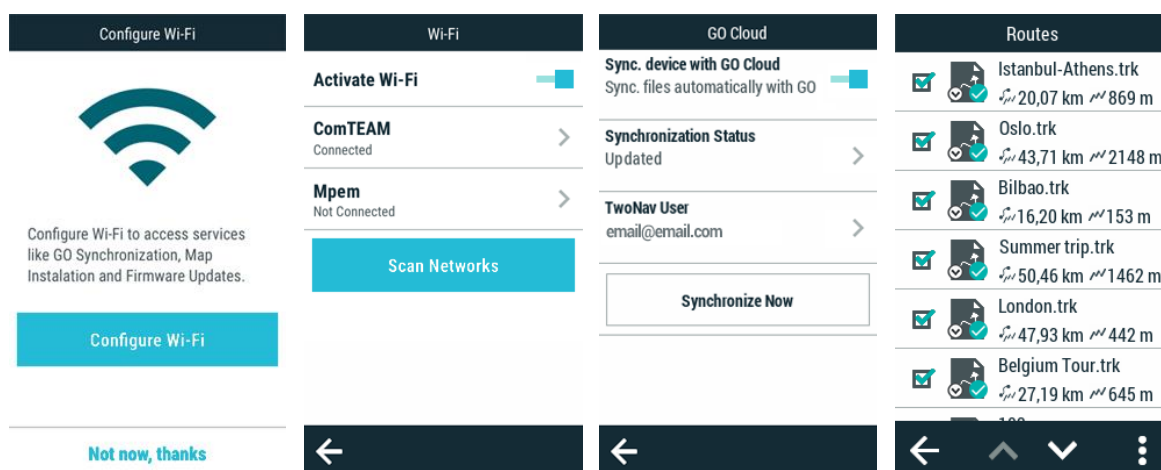 Configure Wi-Fi
Configure Wi-Fi to access services
like GO Synchronization, Map
Instalation and Firmware Updates.
Configure Wi-Fi
Not now, thanks
Wi-Fi
Activate Wi-Fi
ComTEAM
Connected
Mpem
Not Connected
Scan Networks
GO Cloud
Sync. device with GO Cloud
Sync. files automatically with GO
Synchronization Status
Updated
TwoNav User
email@email.com
Synchronize Now
Routes
Istanbul-Athens.trk
20,07 km 869 m
Oslo.trk
43,71 km 2148 m
Bilbao.trk
16,20 km 153 m
Summer trip.trk
50,46 km 1462 m
London.trk
47,93 km 442 m
Belgium Tour.trk
27,19 km 645 m